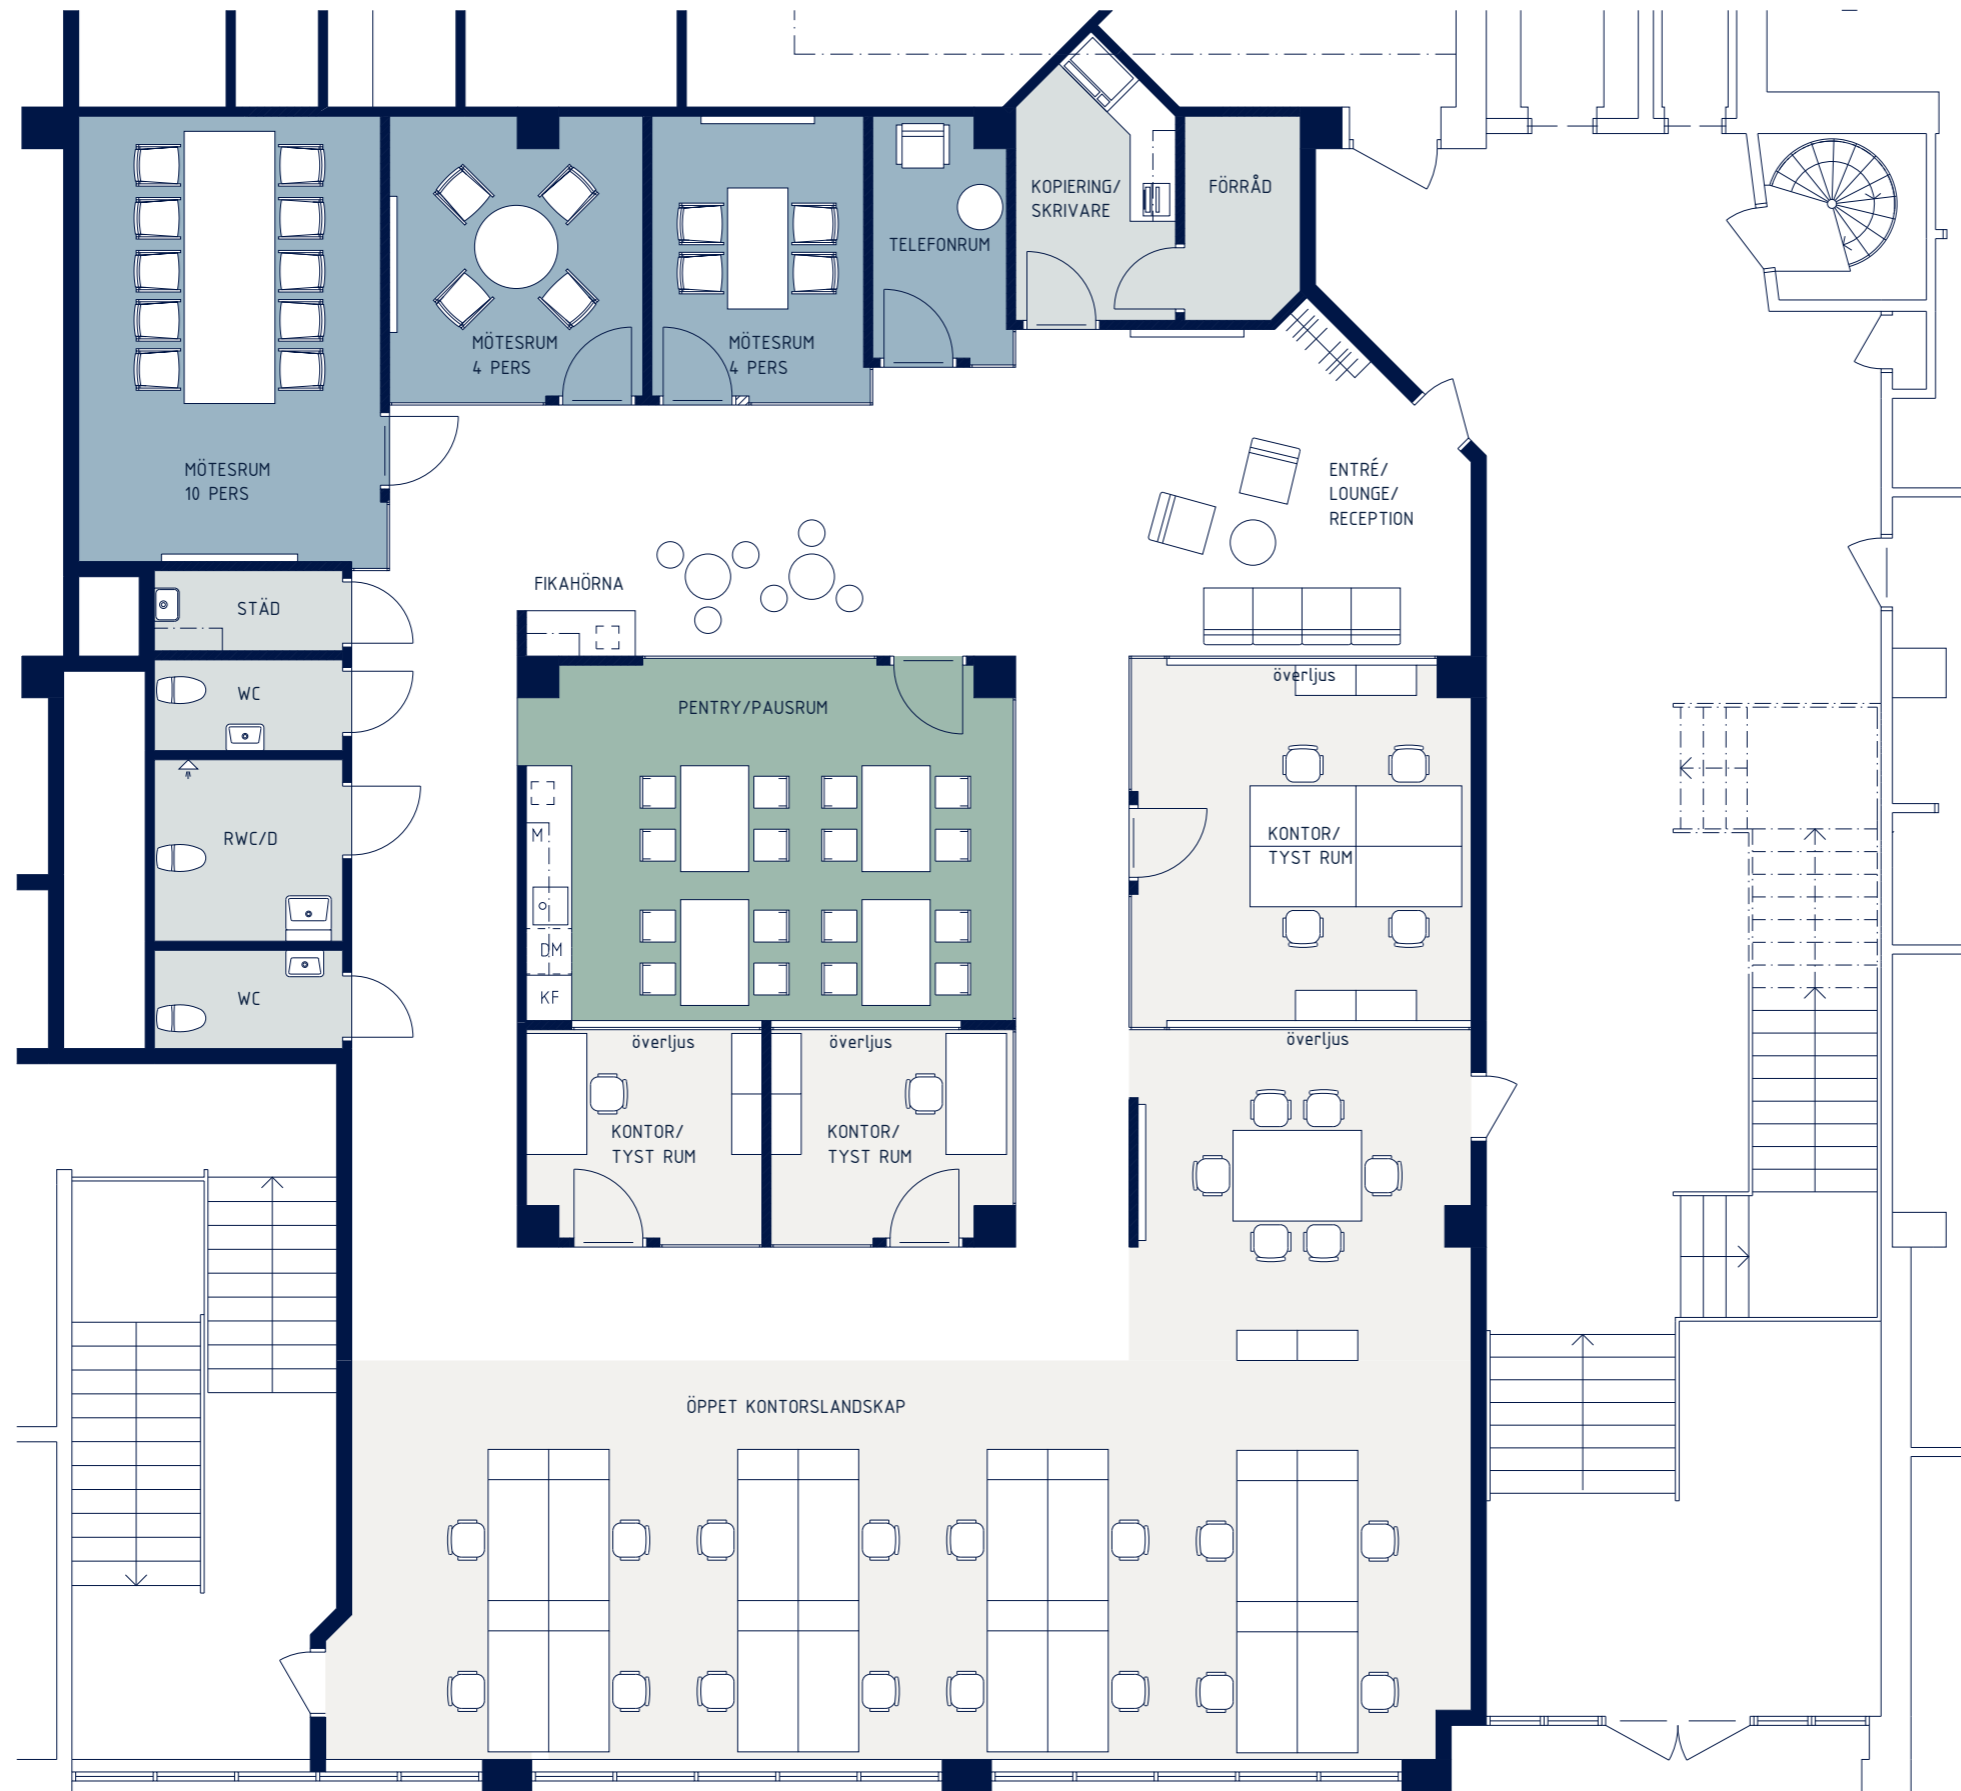 KOPIERING/
SKRIVARE
FÖRRÅD
TELEFONRUM
MÖTESRUM
4 PERS
MÖTESRUM
4 PERS
MÖTESRUM
10 PERS
ENTRÉ/
LOUNGE/
RECEPTION
FIKAHÖRNA
STÄD
WC
RWC/D
WC
PENTRY/PAUSRUM
M
DM
KF
överljus
KONTOR/
TYST RUM
överljus
överljus
överljus
KONTOR/
TYST RUM
KONTOR/
TYST RUM
ÖPPET KONTORSLANDSKAP